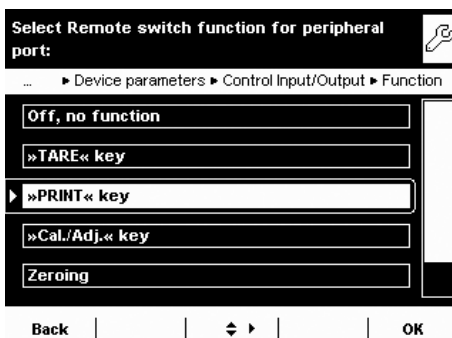 Select Remote switch function for peripheral
port:
... ▸ Device parameters ▸ Control Input/Output ▸ Function
Off, no function
»TARE« key
»PRINT« key
»Cal./Adj.« key
Zeroing
Back OK